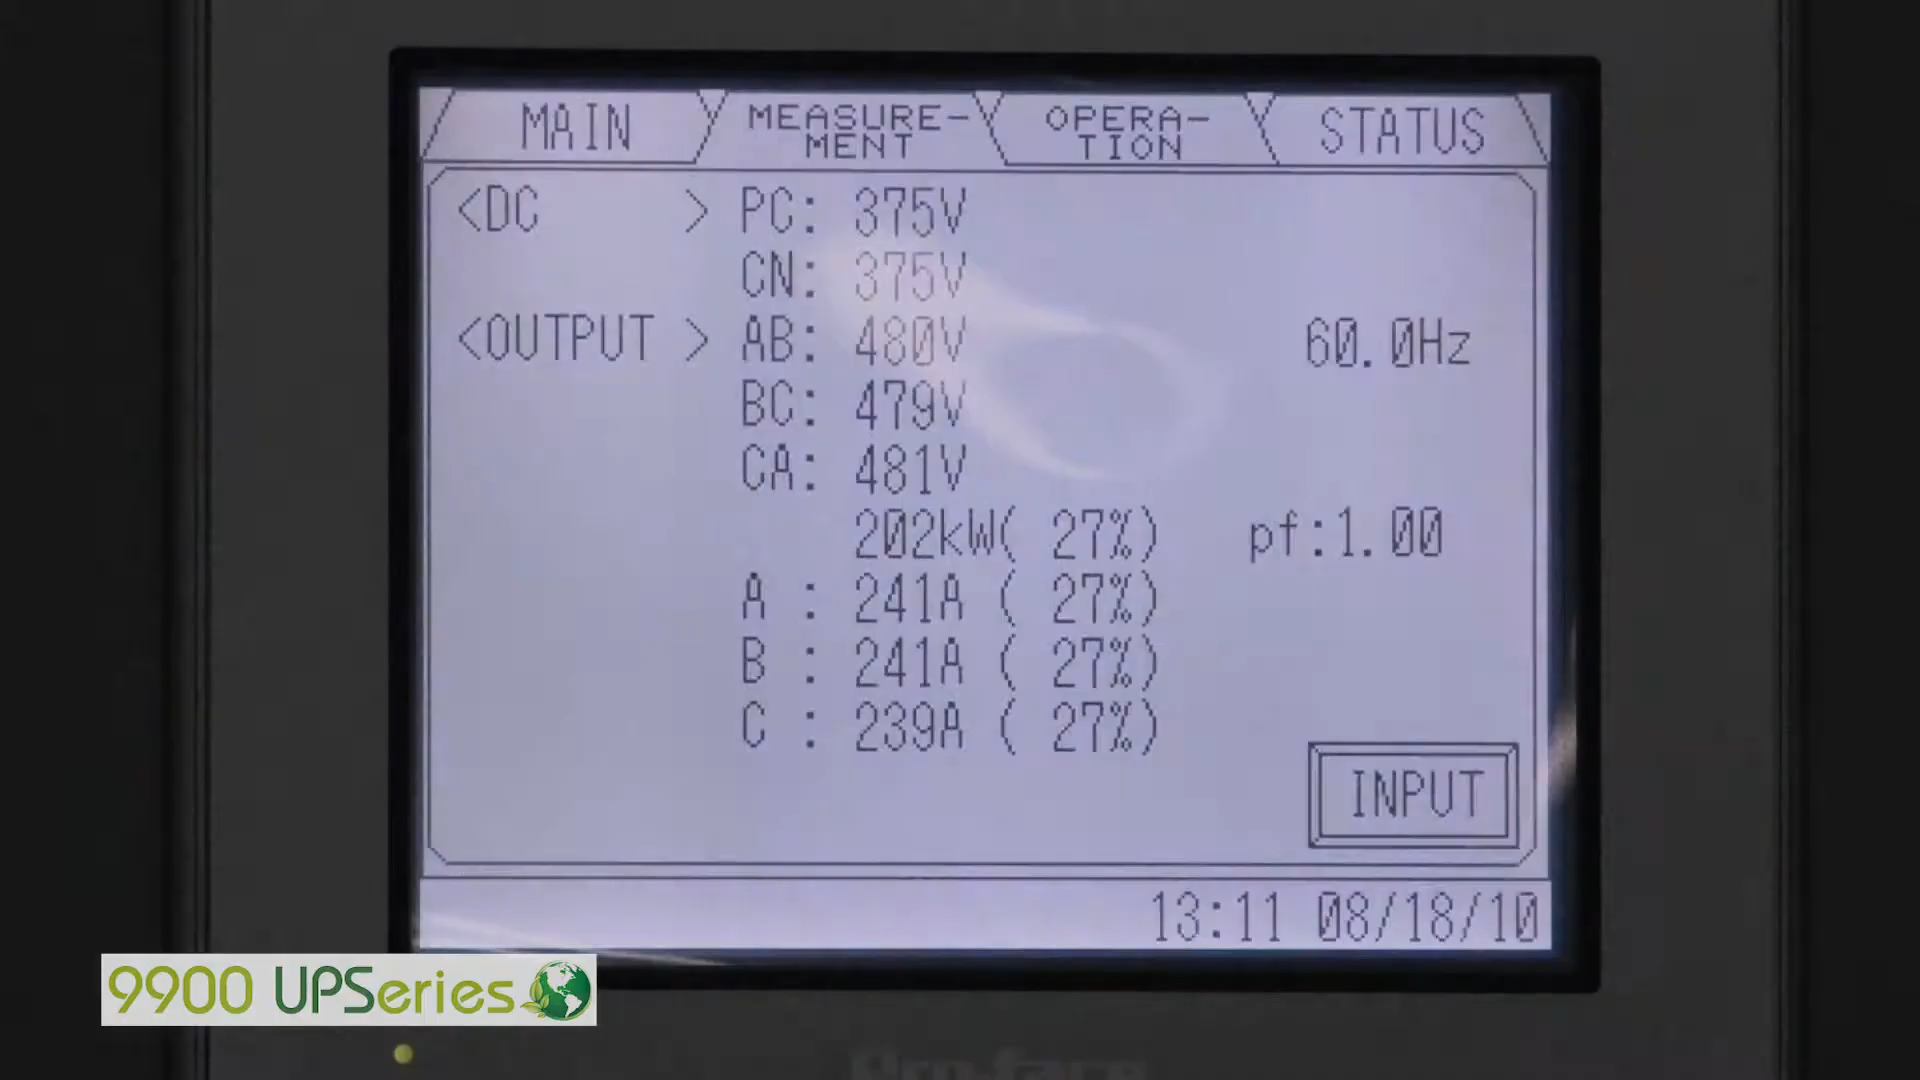 MAIN MEASURE-MENT OPERA-TION STATUS
<DC > PC: 375V
CN: 375V
<OUTPUT > AB: 480V 60.0Hz
BC: 479V
CA: 481V
202kW( 27%) pf:1.00
A : 241A ( 27%)
B : 241A ( 27%)
C : 239A ( 27%)
INPUT
13:11 08/18/10
9900 UPSeries
Pro-face